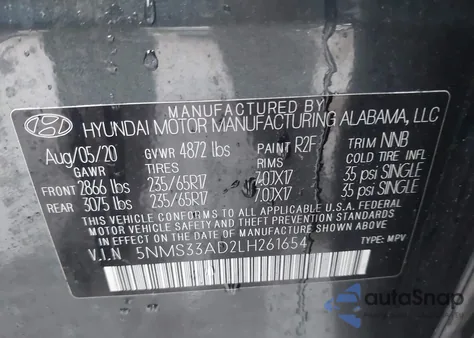 MANUFACTURED BY
HYUNDAI MOTOR MANUFACTURING ALABAMA, LLC
Aug/05/20 GVWR 4872 lbs PAINT R2F TRIM NNB
GAWR TIRES RIMS COLD TIRE INFL
FRONT 2866 lbs 235/65R17 7.0JX17 35 psi SINGLE
REAR 3075 lbs 235/65R17 7.0JX17 35 psi SINGLE
THIS VEHICLE CONFORMS TO ALL APPLICABLE U.S.A. FEDERAL
MOTOR VEHICLE SAFETY AND THEFT PREVENTION STANDARDS
IN EFFECT ON THE DATE OF MANUFACTURE SHOWN ABOVE.
V.I.N 5NMS33AD2LH261654 TYPE: MPV
autoSnap